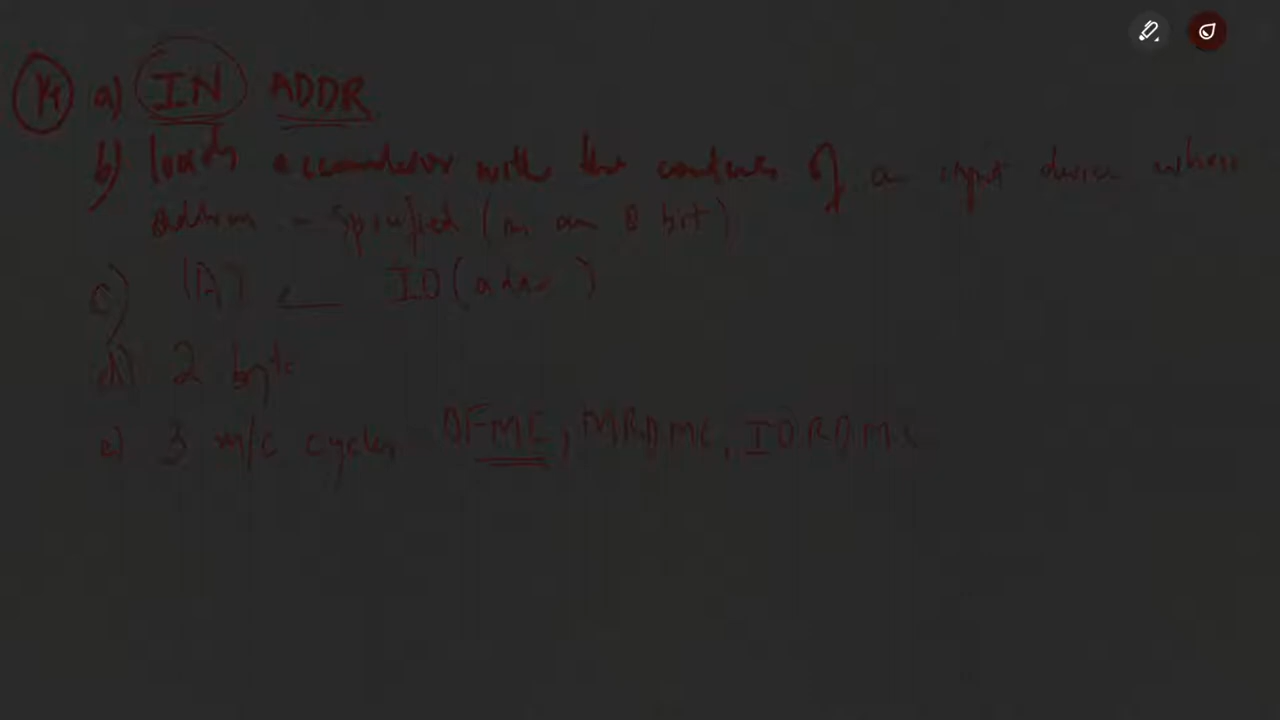 14 a) IN ADDR
b) loads accumulator with the contents of a input device whose
address - specified (in an 8 bit)
c) (A) ← IO(addr)
d) 2 byte
e) 3 m/c cycles OFMC, MRDMC, IORDMC